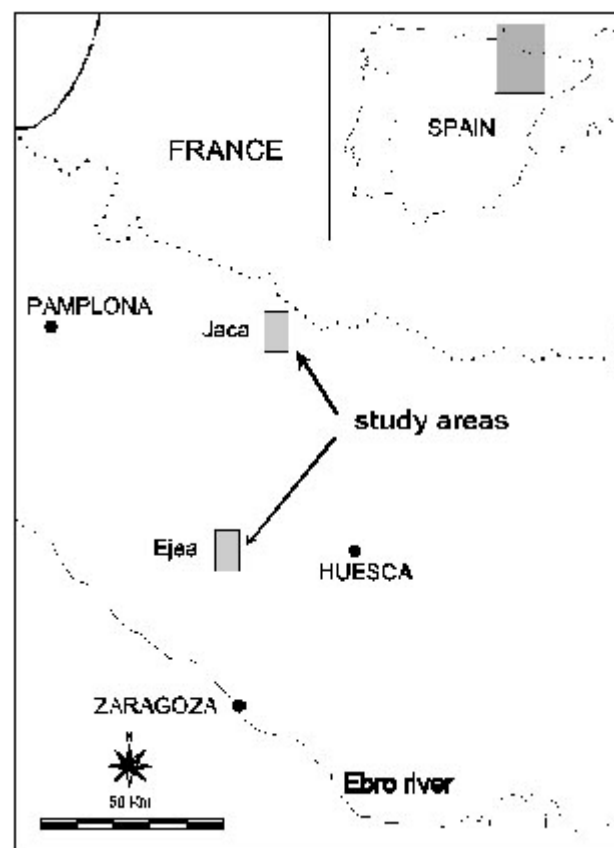 FRANCE
SPAIN
PAMPLONA
Jaca
study areas
Ejea
HUESCA
ZARAGOZA
N
50 Km
Ebro river